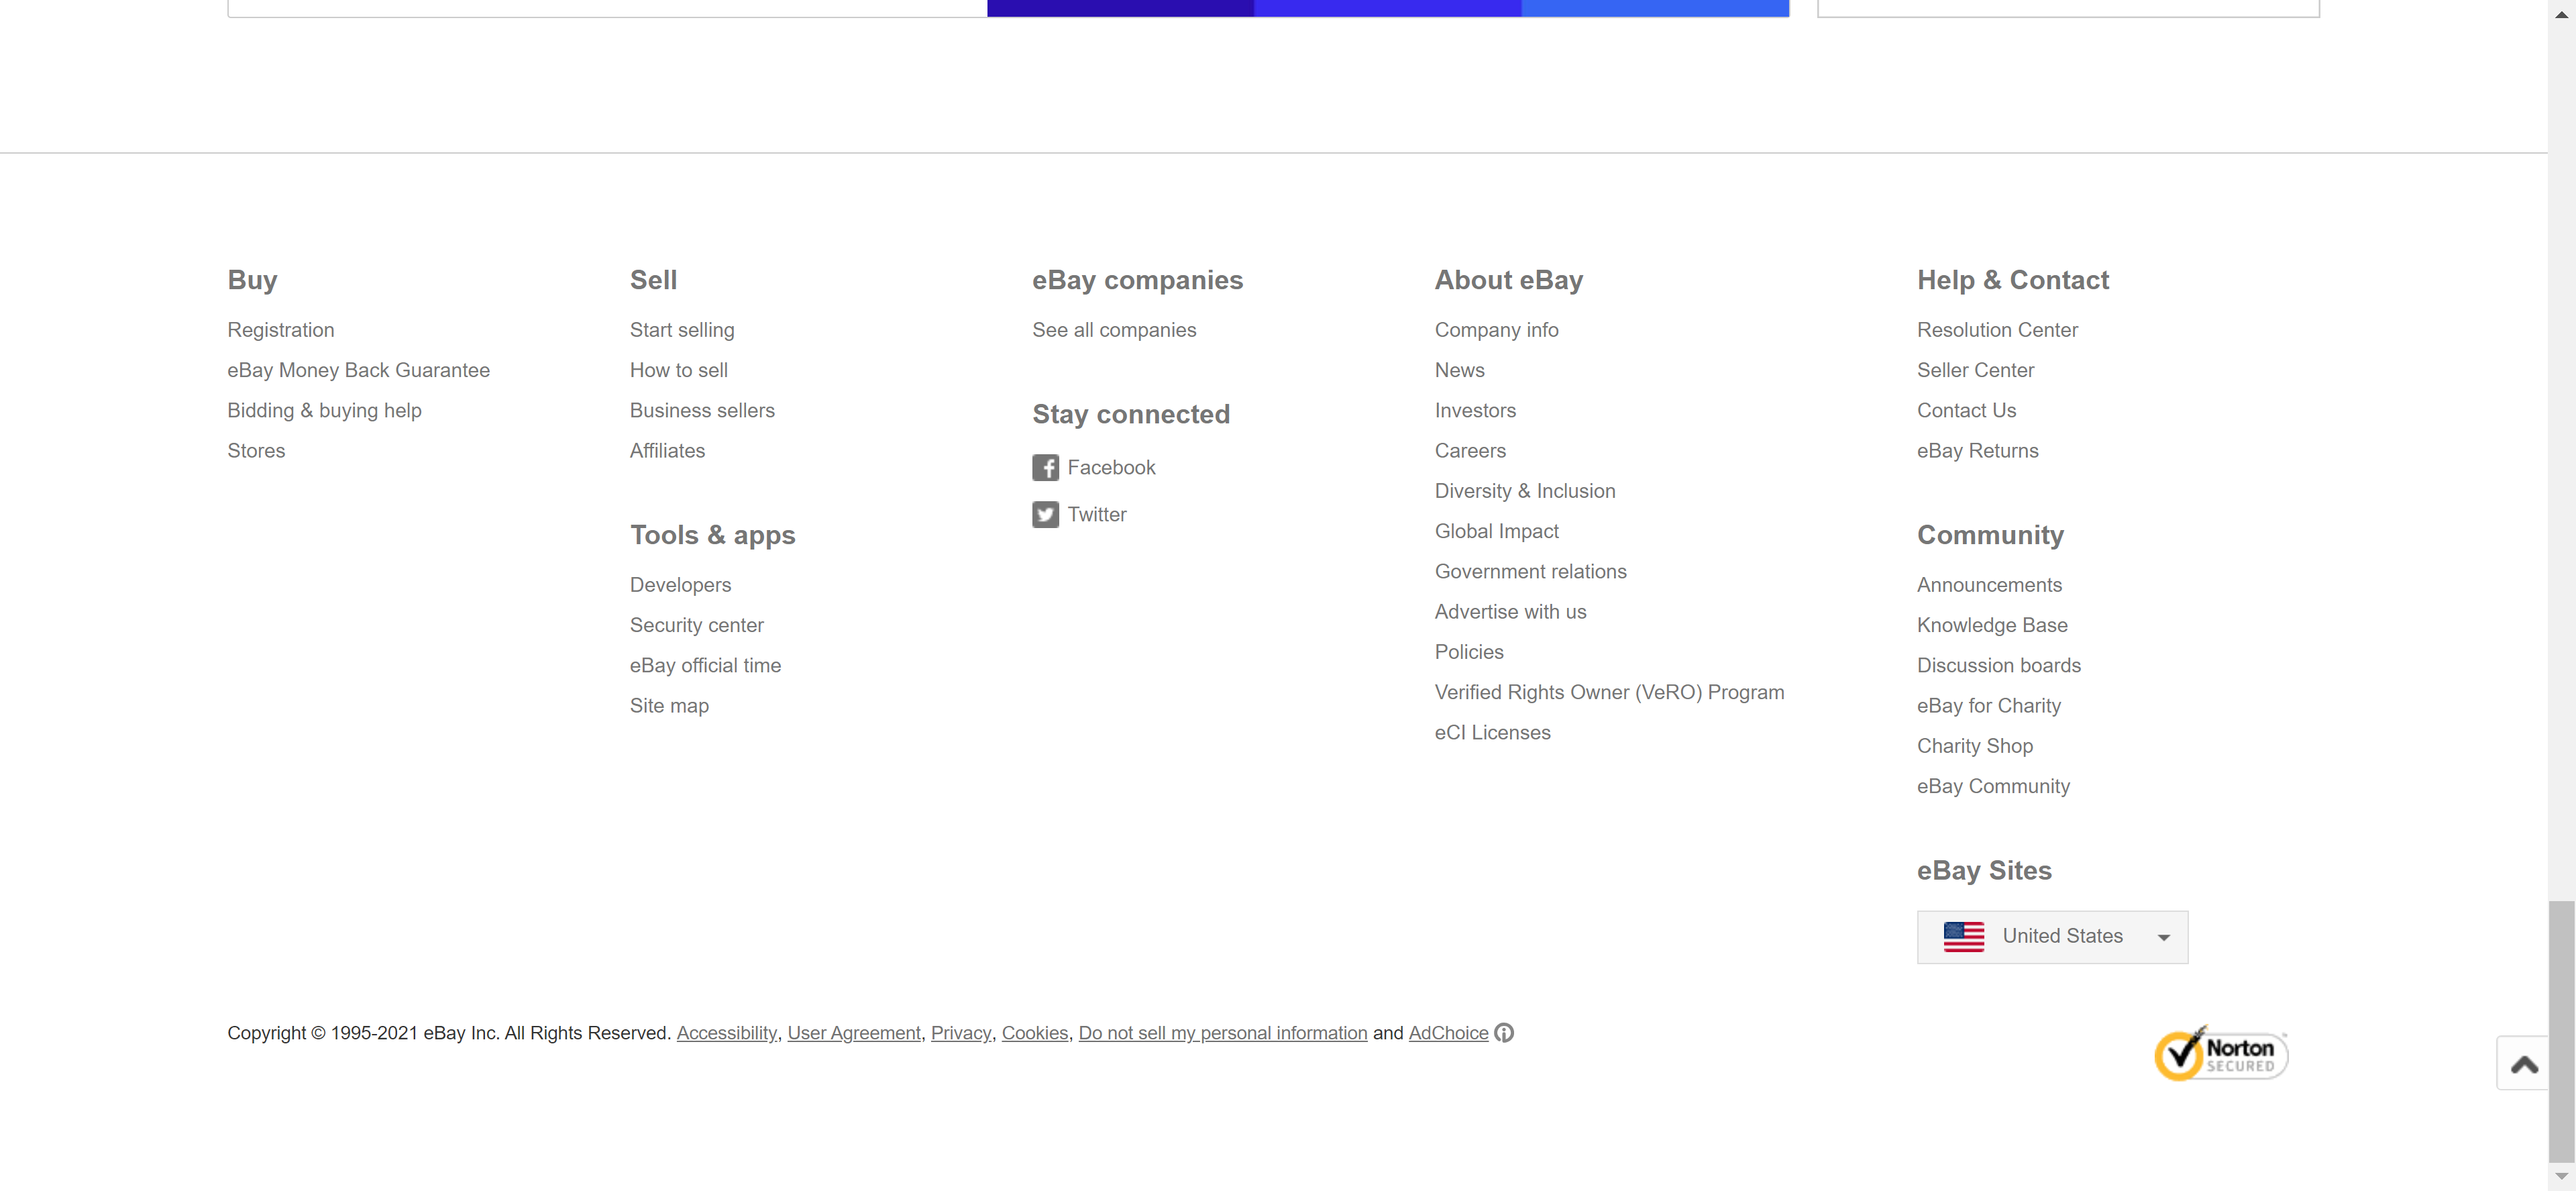 Buy
Registration
eBay Money Back Guarantee
Bidding & buying help
Stores
Sell
Start selling
How to sell
Business sellers
Affiliates
Tools & apps
Developers
Security center
eBay official time
Site map
eBay companies
See all companies
Stay connected
Facebook
Twitter
About eBay
Company info
News
Investors
Careers
Diversity & Inclusion
Global Impact
Government relations
Advertise with us
Policies
Verified Rights Owner (VeRO) Program
eCI Licenses
Help & Contact
Resolution Center
Seller Center
Contact Us
eBay Returns
Community
Announcements
Knowledge Base
Discussion boards
eBay for Charity
Charity Shop
eBay Community
eBay Sites
United States
Copyright © 1995-2021 eBay Inc. All Rights Reserved. Accessibility, User Agreement, Privacy, Cookies, Do not sell my personal information and AdChoice
Norton
SECURED